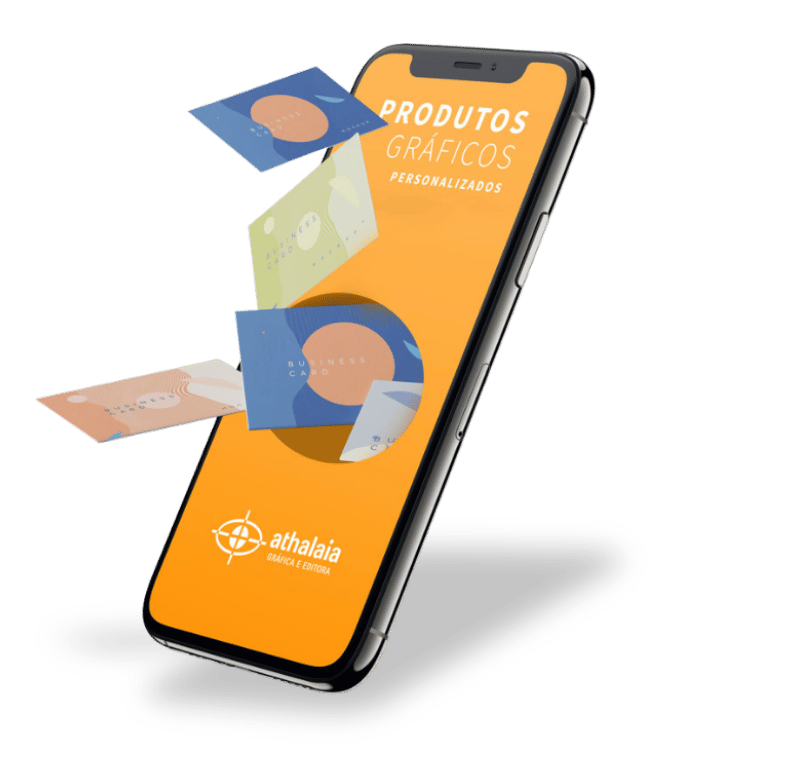 PRODUTOS
GRÁFICOS
PERSONALIZADOS
BUSINESS
CARD
BUSINESS
CARD
BUSINESS
CARD
BUSINESS
CARD
athalaia
GRÁFICA E EDITORA